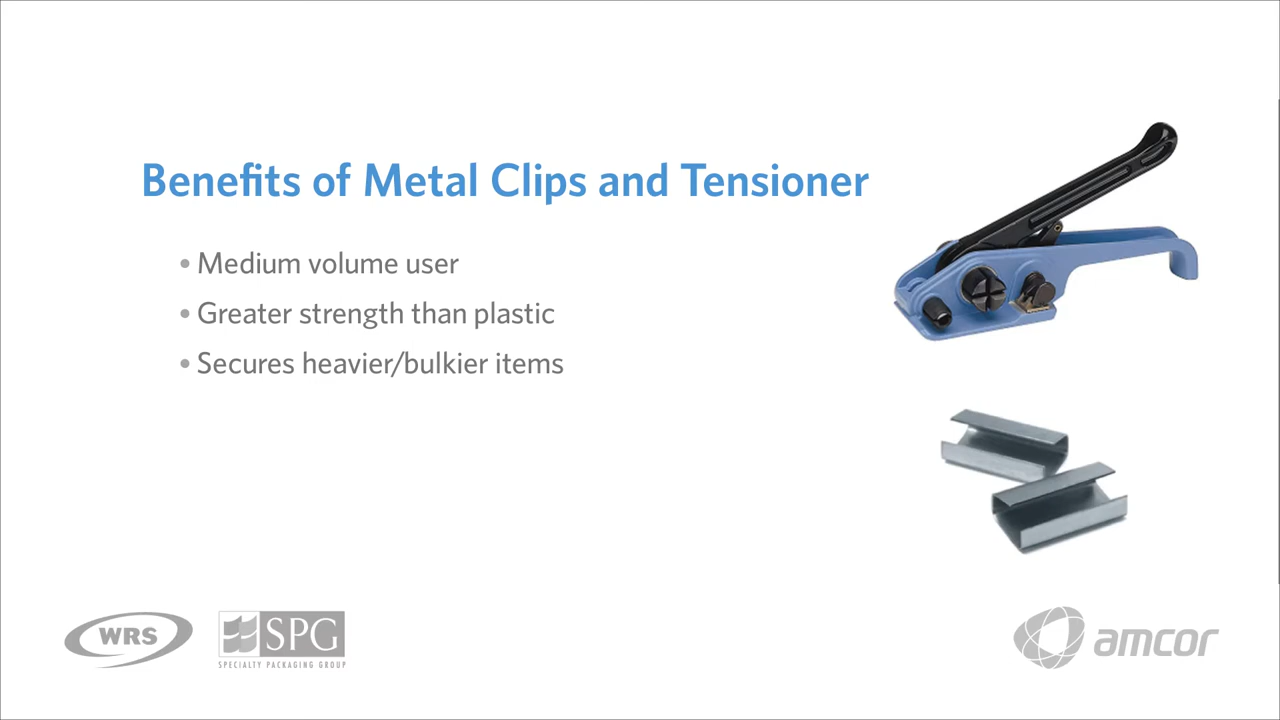 Benefits of Metal Clips and Tensioner
• Medium volume user
• Greater strength than plastic
• Secures heavier/bulkier items
WRS
SPG
SPECIALTY PACKAGING GROUP
amcor